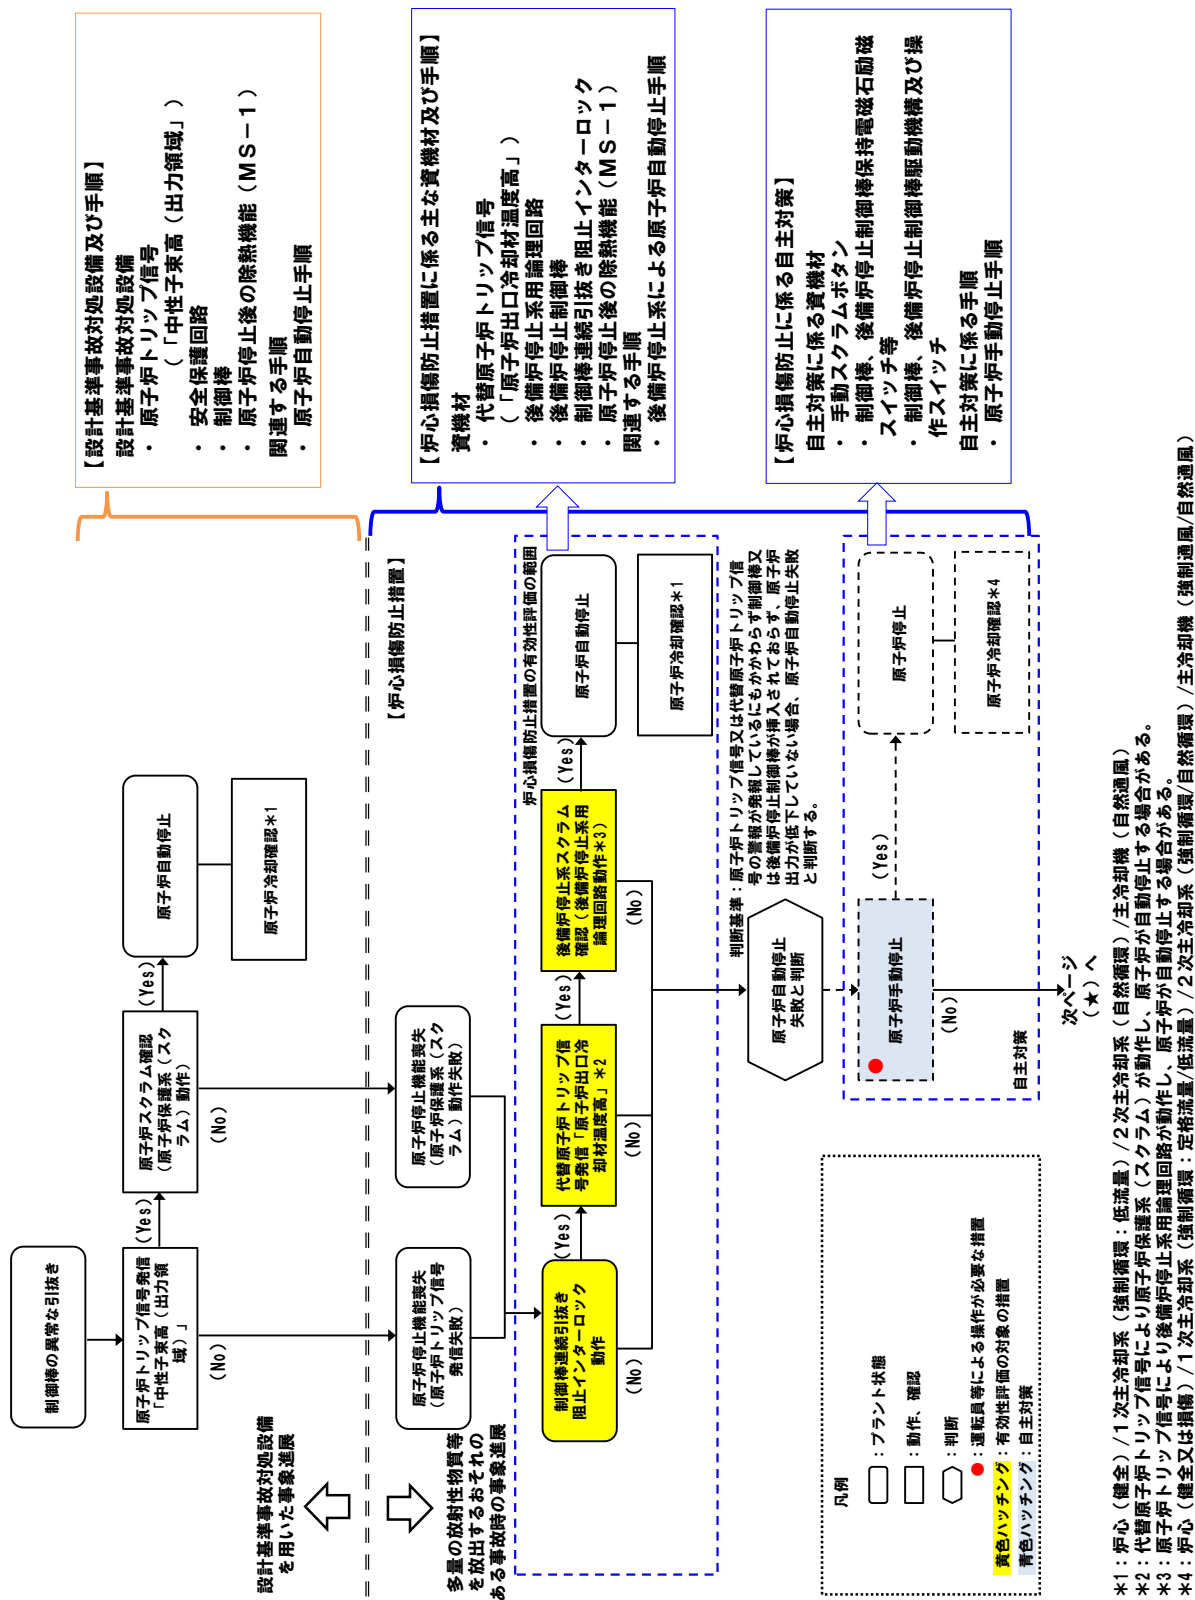 制御棒の異常な引抜き
原子炉トリップ信号発信
「中性子束高（出力領
域）」
(Yes)
(No)
原子炉スクラム確認
（原子炉保護系（スク
ラム）動作）
(Yes)
(No)
原子炉自動停止
原子炉冷却確認＊1
【設計基準事故対処設備及び手順】
設計基準事故対処設備
・ 原子炉トリップ信号
（「中性子束高（出力領域」）
・ 安全保護回路
・ 制御棒
・ 原子炉停止後の除熱機能（ＭＳ－１）
関連する手順
・ 原子炉自動停止手順
設計基準事故対処設備
を用いた事象進展
多量の放射性物質等
を放出するおそれの
ある事故時の事象進展
【炉心損傷防止措置】
原子炉停止機能喪失
（原子炉トリップ信号
発信失敗）
原子炉停止機能喪失
（原子炉保護系（スク
ラム）動作失敗）
炉心損傷防止措置の有効性評価の範囲
制御棒連続引抜き
阻止インターロック
動作
(Yes)
(No)
代替原子炉トリップ信
号発信「原子炉出口冷
却材温度高」＊2
(Yes)
(No)
後備炉停止系スクラム
確認（後備炉停止系用
論理回路動作＊3）
(Yes)
(No)
原子炉自動停止
原子炉冷却確認＊1
【炉心損傷防止措置に係る主な資機材及び手順】
資機材
・ 代替原子炉トリップ信号
（「原子炉出口冷却材温度高」）
・ 後備炉停止系用論理回路
・ 後備炉停止制御棒
・ 制御棒連続引抜き阻止インターロック
・ 原子炉停止後の除熱機能（ＭＳ－１）
関連する手順
・ 後備炉停止系による原子炉自動停止手順
原子炉自動停止
失敗と判断
判断基準：原子炉トリップ信号又は代替原子炉トリップ信
号の警報が発報しているにもかかわらず制御棒又
は後備炉停止制御棒が挿入されておらず、原子炉
出力が低下していない場合、原子炉自動停止失敗
と判断する。
原子炉手動停止
(Yes)
(No)
自主対策
原子炉停止
原子炉冷却確認＊4
【炉心損傷防止に係る自主対策】
自主対策に係る資機材
・ 手動スクラムボタン
・ 制御棒、後備炉停止制御棒保持電磁石励磁
スイッチ等
・ 制御棒、後備炉停止制御棒駆動機構及び操
作スイッチ
自主対策に係る手順
・ 原子炉手動停止手順
次ページ
（★）へ
凡例
：プラント状態
：動作、確認
：判断
：運転員等による操作が必要な措置
黄色ハッチング：有効性評価の対象の措置
青色ハッチング：自主対策
＊1：炉心（健全）/１次主冷却系（強制循環：低流量）/２次主冷却系（自然循環）/主冷却機（自然通風）
＊2：代替原子炉トリップ信号により原子炉保護系（スクラム）が動作し、原子炉が自動停止する場合がある。
＊3：原子炉トリップ信号により後備炉停止系用論理回路が動作し、原子炉が自動停止する場合がある。
＊4：炉心（健全又は損傷）/１次主冷却系（強制循環：定格流量/低流量）/２次主冷却系（強制循環/自然循環）/主冷却機（強制通風/自然通風）